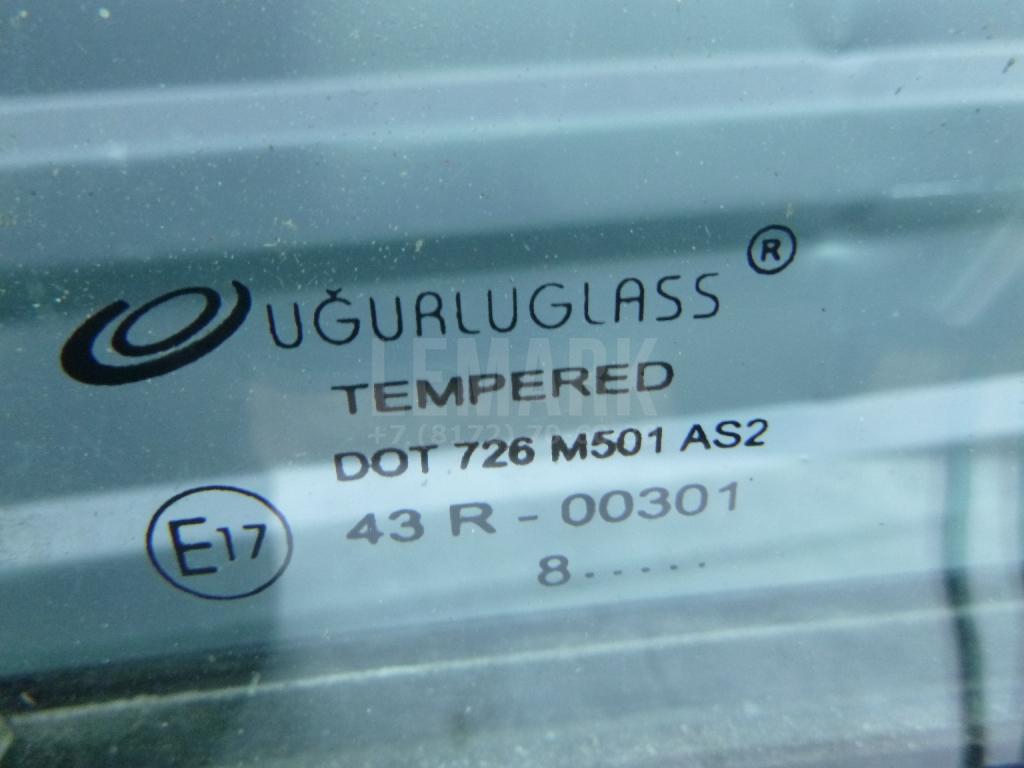 UĞURLUGLASS ®
TEMPERED
LEMARK
DOT 726 M501 AS2
E17
43 R - 00301
8.....